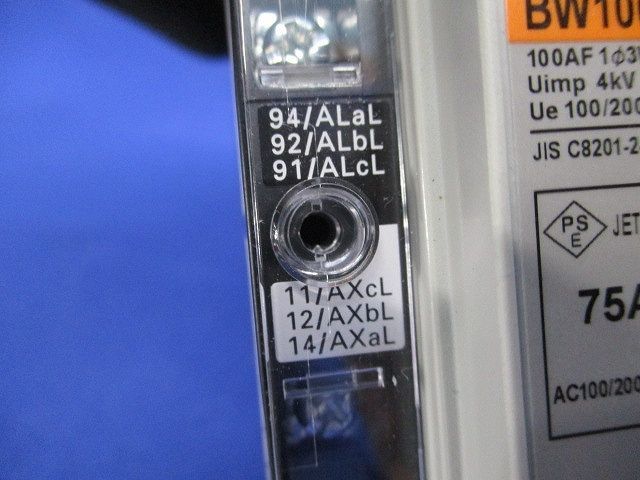 94/ALaL
92/ALbL
91/ALcL
11/AXcL
12/AXbL
14/AXaL
BW10
100AF 1φ3
Uimp 4kV
Ue 100/200
JIS C8201-2-
PS
E
JET
75A
AC100/200